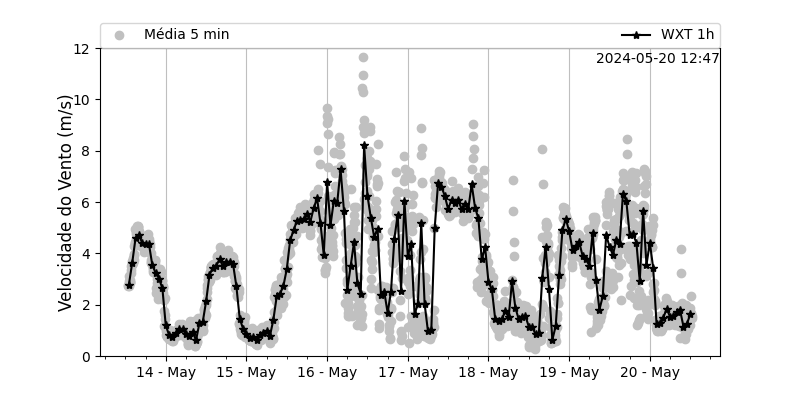 Média 5 min
WXT 1h
2024-05-20 12:47
Velocidade do Vento (m/s)
12
10
8
6
4
2
0
14 - May
15 - May
16 - May
17 - May
18 - May
19 - May
20 - May